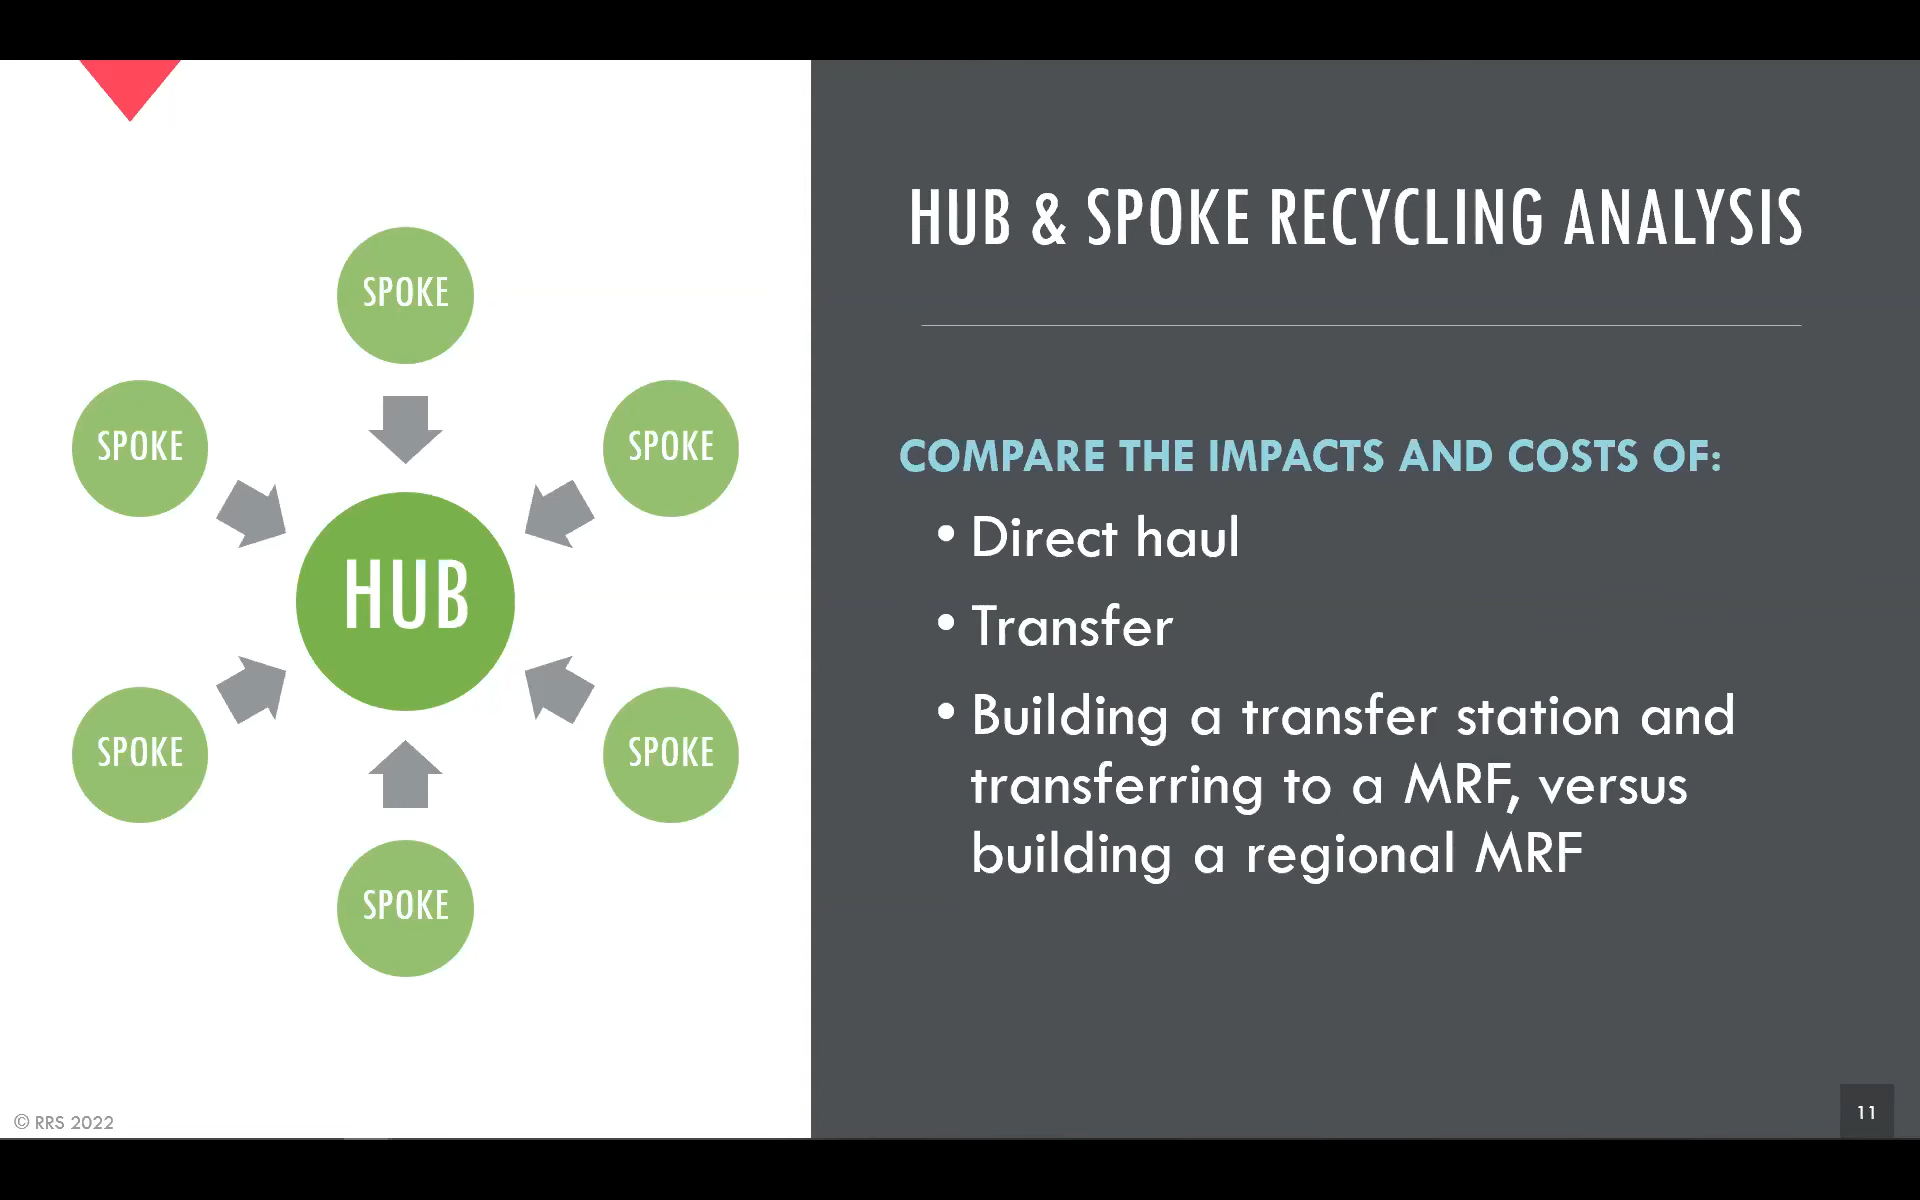 HUB & SPOKE RECYCLING ANALYSIS
SPOKE
SPOKE
SPOKE
HUB
SPOKE
SPOKE
SPOKE
COMPARE THE IMPACTS AND COSTS OF:
• Direct haul
• Transfer
• Building a transfer station and
transferring to a MRF, versus
building a regional MRF
© RRS 2022
11